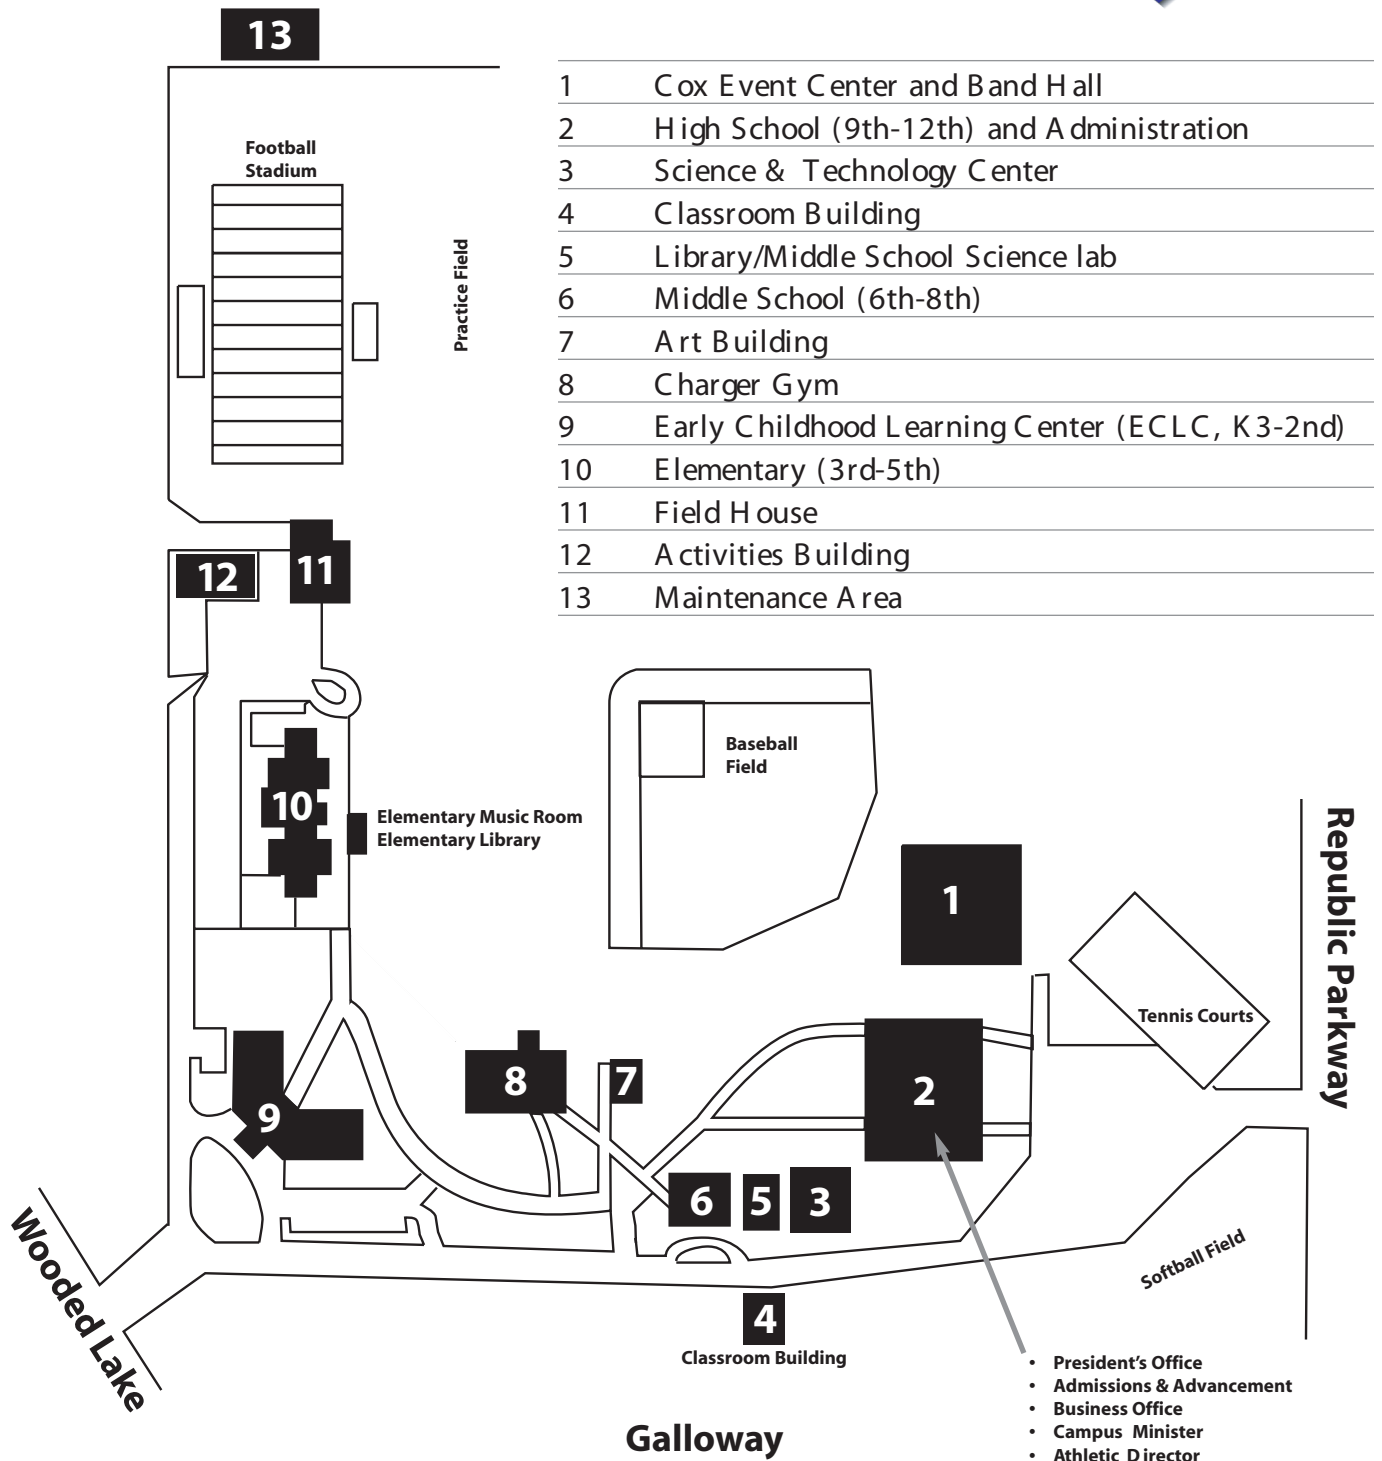 13
1 Cox Event Center and Band Hall
2 High School (9th-12th) and Administration
3 Science & Technology Center
4 Classroom Building
5 Library/Middle School Science lab
6 Middle School (6th-8th)
7 Art Building
8 Charger Gym
9 Early Childhood Learning Center (ECLC, K3-2nd)
10 Elementary (3rd-5th)
11 Field House
12 Activities Building
13 Maintenance Area
Football
Stadium
Practice Field
12
11
10
Elementary Music Room
Elementary Library
Baseball
Field
1
Republic Parkway
Tennis Courts
8
7
2
9
6
5
3
Wooded Lake
Softball Field
4
Classroom Building
Galloway
• President's Office
• Admissions & Advancement
• Business Office
• Campus Minister
• Athletic Director